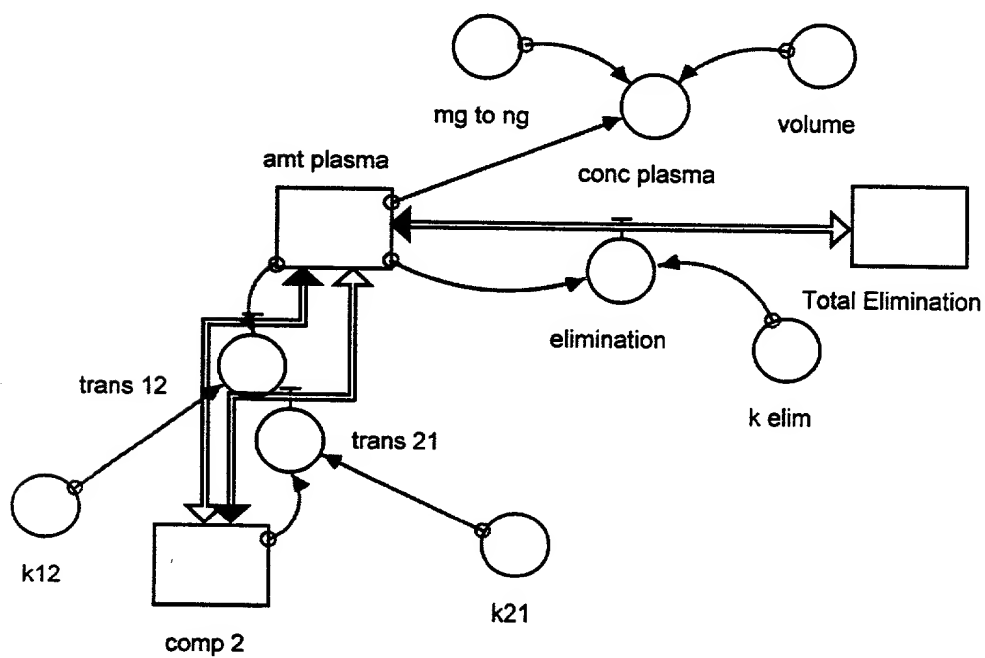 mg to ng
volume
amt plasma
conc plasma
Total Elimination
elimination
trans 12
k elim
trans 21
k12
k21
comp 2